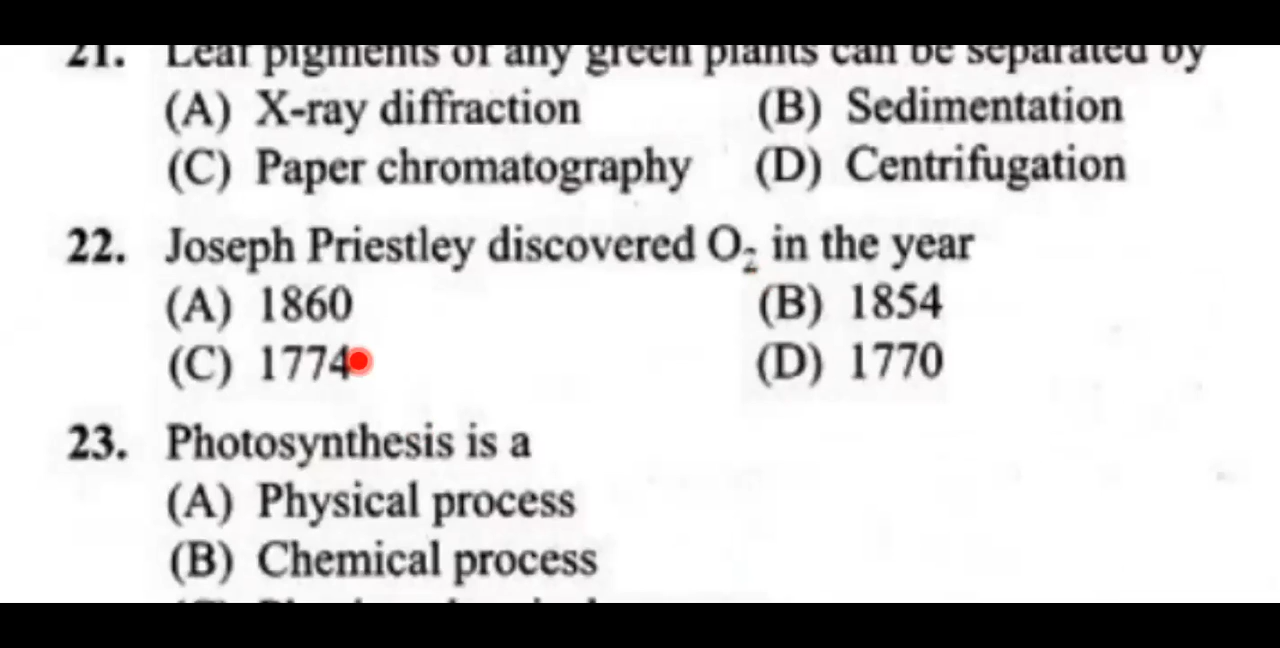 21. Leaf pigments of any green plants can be separated by
(A) X-ray diffraction (B) Sedimentation
(C) Paper chromatography (D) Centrifugation
22. Joseph Priestley discovered O₂ in the year
(A) 1860 (B) 1854
(C) 1774 (D) 1770
23. Photosynthesis is a
(A) Physical process
(B) Chemical process